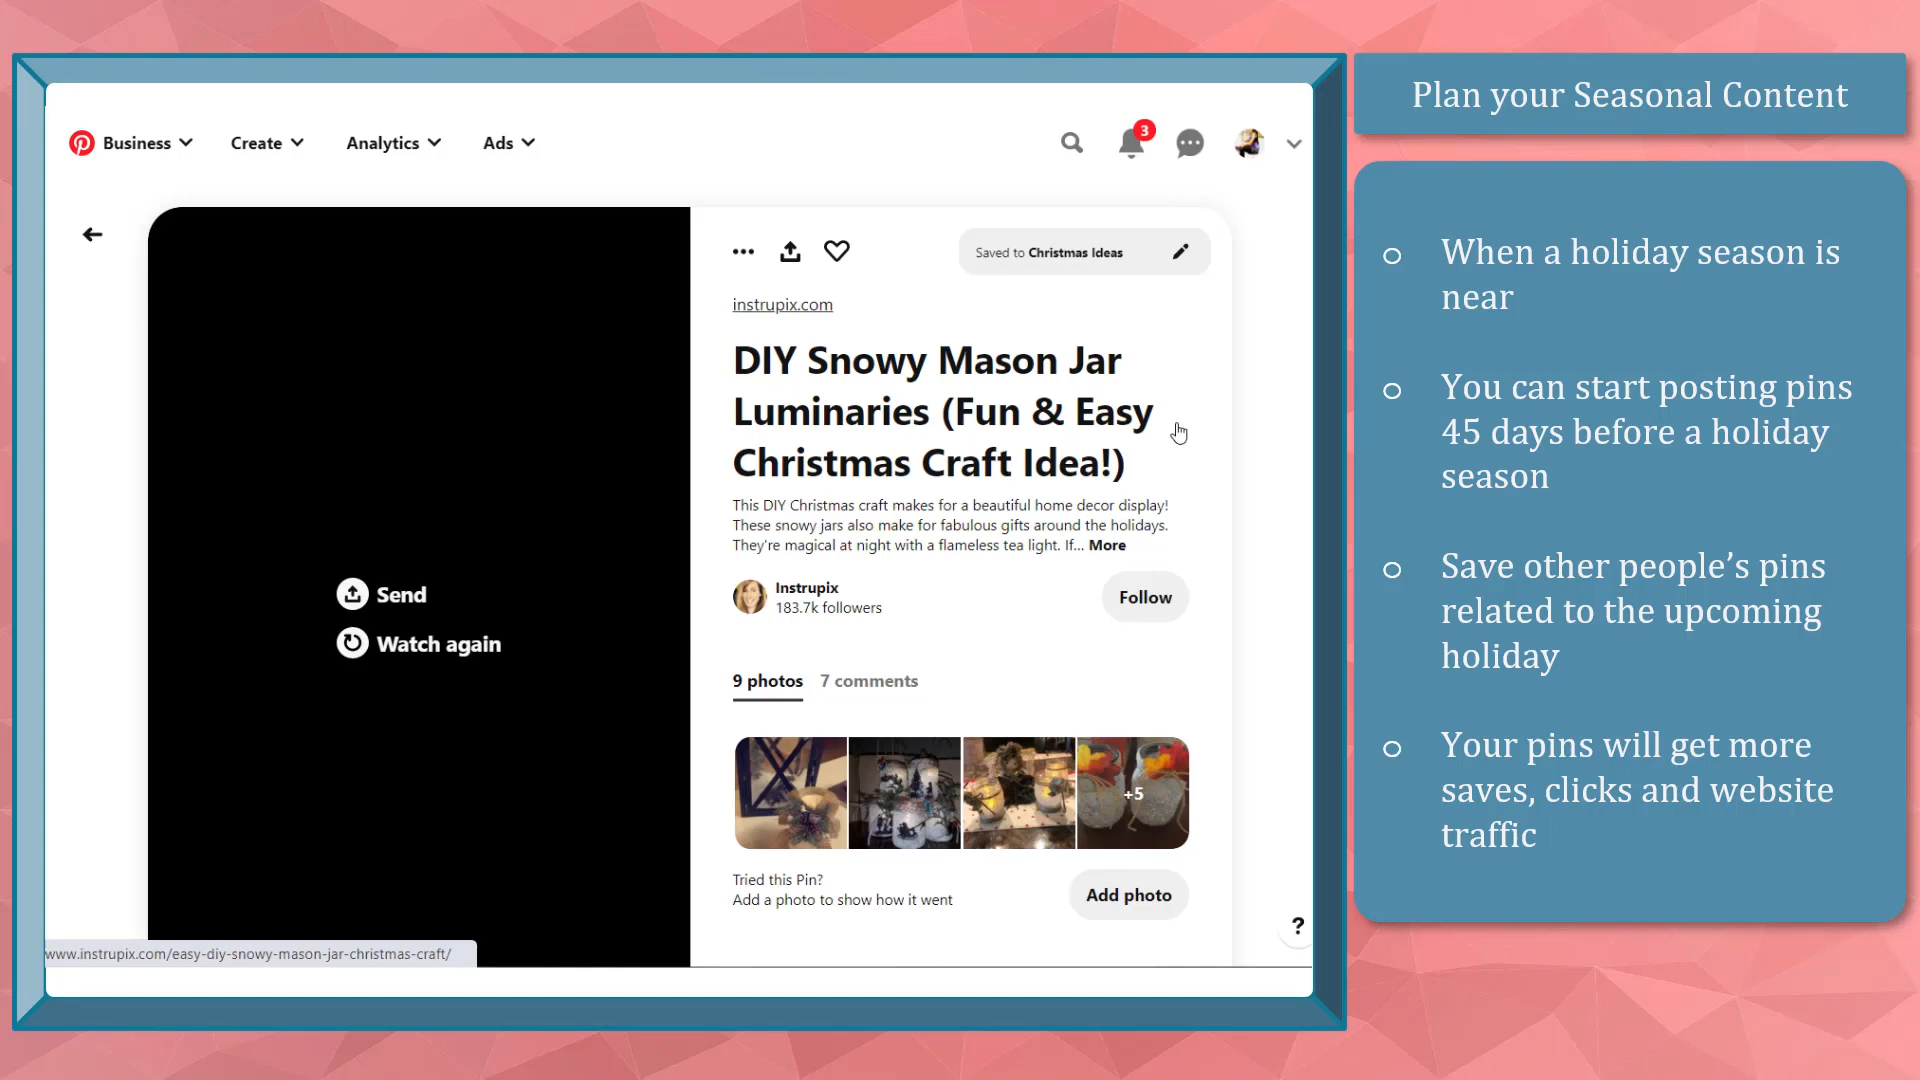 Business
Create
Analytics
Ads
3
Saved to Christmas Ideas
instrupix.com
DIY Snowy Mason Jar
Luminaries (Fun & Easy
Christmas Craft Idea!)
This DIY Christmas craft makes for a beautiful home decor display!
These snowy jars also make for fabulous gifts around the holidays.
They're magical at night with a flameless tea light. If... More
Instrupix
183.7k followers
Follow
Send
Watch again
9 photos
7 comments
+5
Tried this Pin?
Add a photo to show how it went
Add photo
?
www.instrupix.com/easy-diy-snowy-mason-jar-christmas-craft/
Plan your Seasonal Content
o When a holiday season is
near
o You can start posting pins
45 days before a holiday
season
o Save other people’s pins
related to the upcoming
holiday
o Your pins will get more
saves, clicks and website
traffic